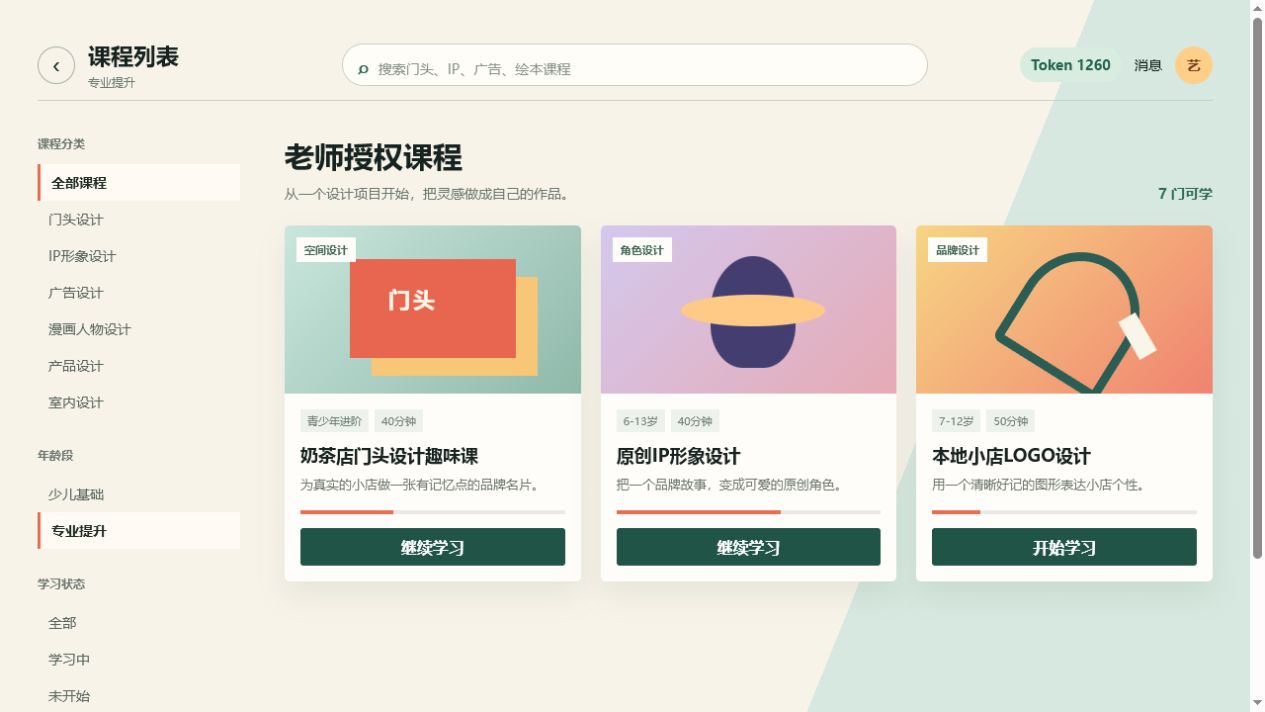 ‹
课程列表
专业提升
搜索门头、IP、广告、绘本课程
Token 1260
消息
艺
课程分类
全部课程
门头设计
IP形象设计
广告设计
漫画人物设计
产品设计
室内设计
年龄段
少儿基础
专业提升
学习状态
全部
学习中
未开始
老师授权课程
从一个设计项目开始，把灵感做成自己的作品。
7 门可学
空间设计
门头
青少年进阶
40分钟
奶茶店门头设计趣味课
为真实的小店做一张有记忆点的品牌名片。
继续学习
角色设计
6-13岁
40分钟
原创IP形象设计
把一个品牌故事，变成可爱的原创角色。
继续学习
品牌设计
7-12岁
50分钟
本地小店LOGO设计
用一个清晰好记的图形表达小店个性。
开始学习